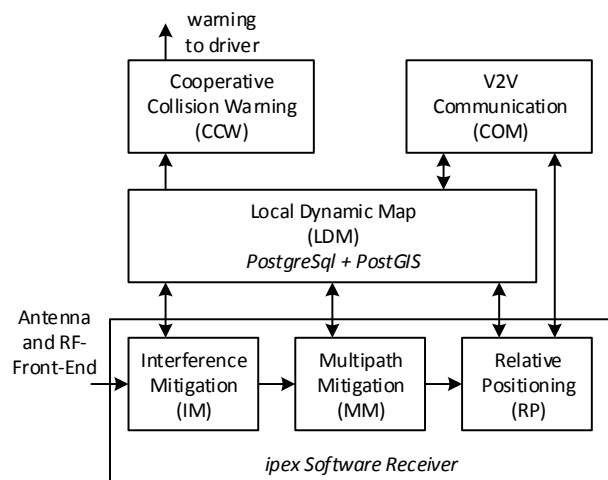 warning
to driver
Cooperative
Collision Warning
(CCW)
V2V
Communication
(COM)
Local Dynamic Map
(LDM)
PostgreSql + PostGIS
Antenna
and RF-
Front-End
Interference
Mitigation
(IM)
Multipath
Mitigation
(MM)
Relative
Positioning
(RP)
ipex Software Receiver